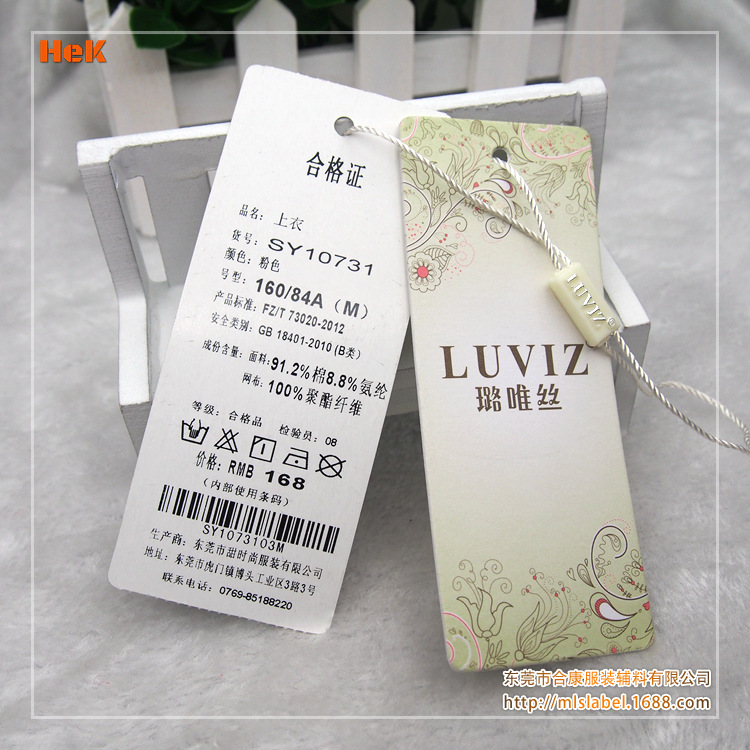 HeK
合格证
品名: 上衣
货号: SY10731
颜色: 粉色
号型: 160/84A (M)
产品标准: FZ/T 73020-2012
安全类别: GB 18401-2010 (B类)
成份含量: 面料: 91.2%棉8.8%氨纶
网布: 100%聚酯纤维
等级: 合格品 检验员: 08
价格: RMB 168
(内部使用条码)
SY1073103M
生产商: 东莞市甜时尚服装有限公司
地址: 东莞市虎门镇博头工业区3路3号
联系电话: 0769-85188220
LUVIZ®
LUVIZ
璐唯丝
东莞市合康服装辅料有限公司
http://mlslabel.1688.com/